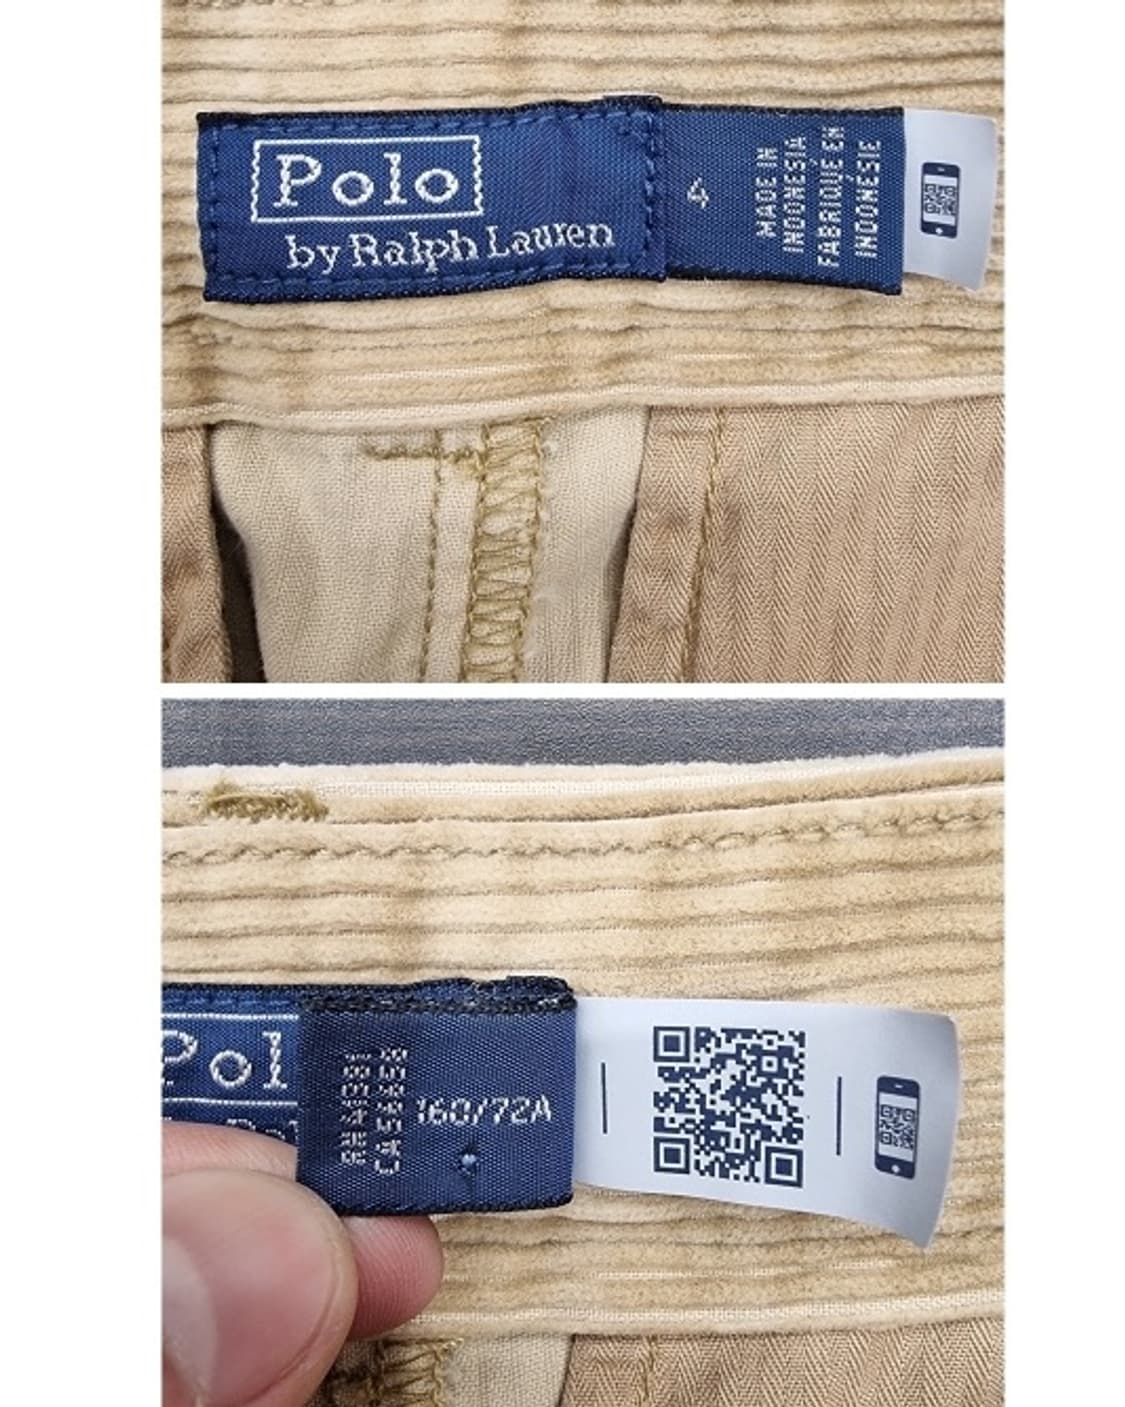 Polo
by Ralph Lauren
4
MADE IN
INDONESIA
FABRIQUÉ EN
INDONÉSIE
Pol
160/72A